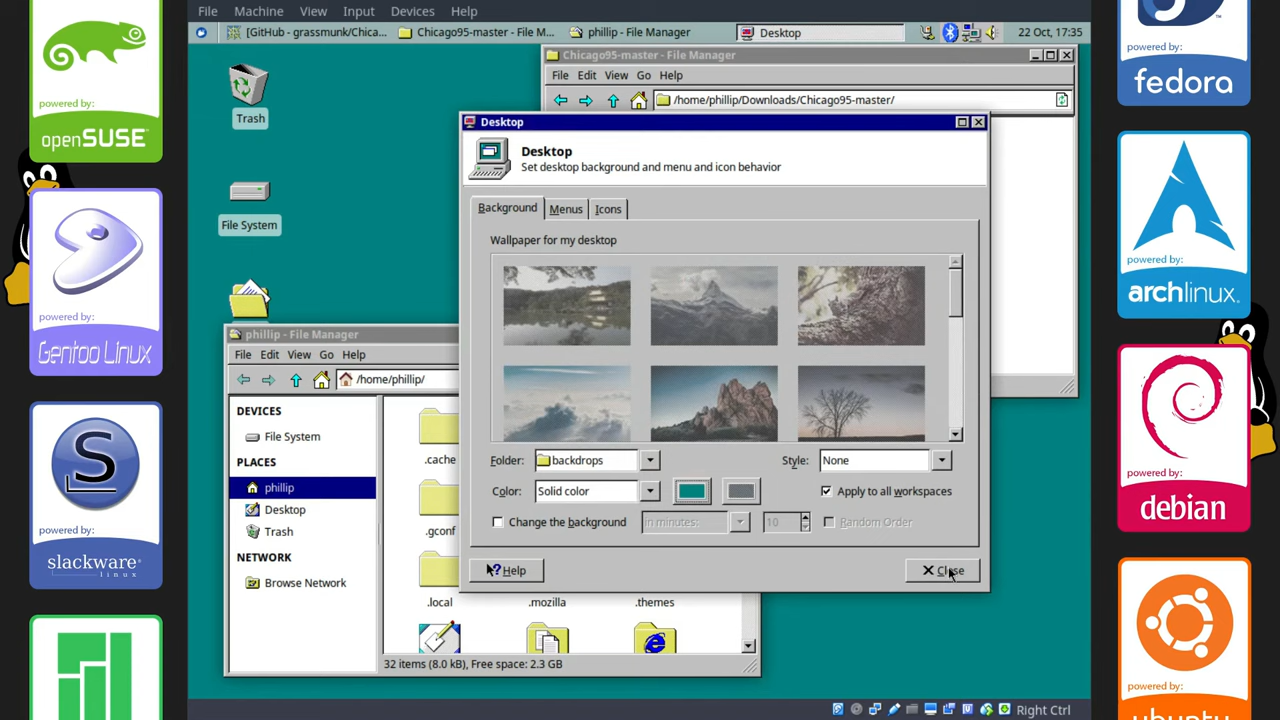 File Machine View Input Devices Help
[GitHub - grassmunk/Chica... Chicago95-master - File M... phillip - File Manager Desktop 22 Oct, 17:35
Chicago95-master - File Manager
File Edit View Go Help
/home/phillip/Downloads/Chicago95-master/
Trash
File System
Desktop
Desktop
Set desktop background and menu and icon behavior
Background Menus Icons
Wallpaper for my desktop
Folder: backdrops Style: None
Color: Solid color Apply to all workspaces
Change the background in minutes: 10 Random Order
Help Close
phillip - File Manager
File Edit View Go Help
/home/phillip/
DEVICES
File System
PLACES
phillip
Desktop
Trash
NETWORK
Browse Network
.cache
.gconf
.local .mozilla .themes
32 items (8.0 kB), Free space: 2.3 GB
Right Ctrl
powered by:
openSUSE™
powered by:
Gentoo Linux
powered by:
slackware
linux
powered by:
powered by:
fedora
powered by:
archlinux
powered by:
debian
powered by:
ubuntu